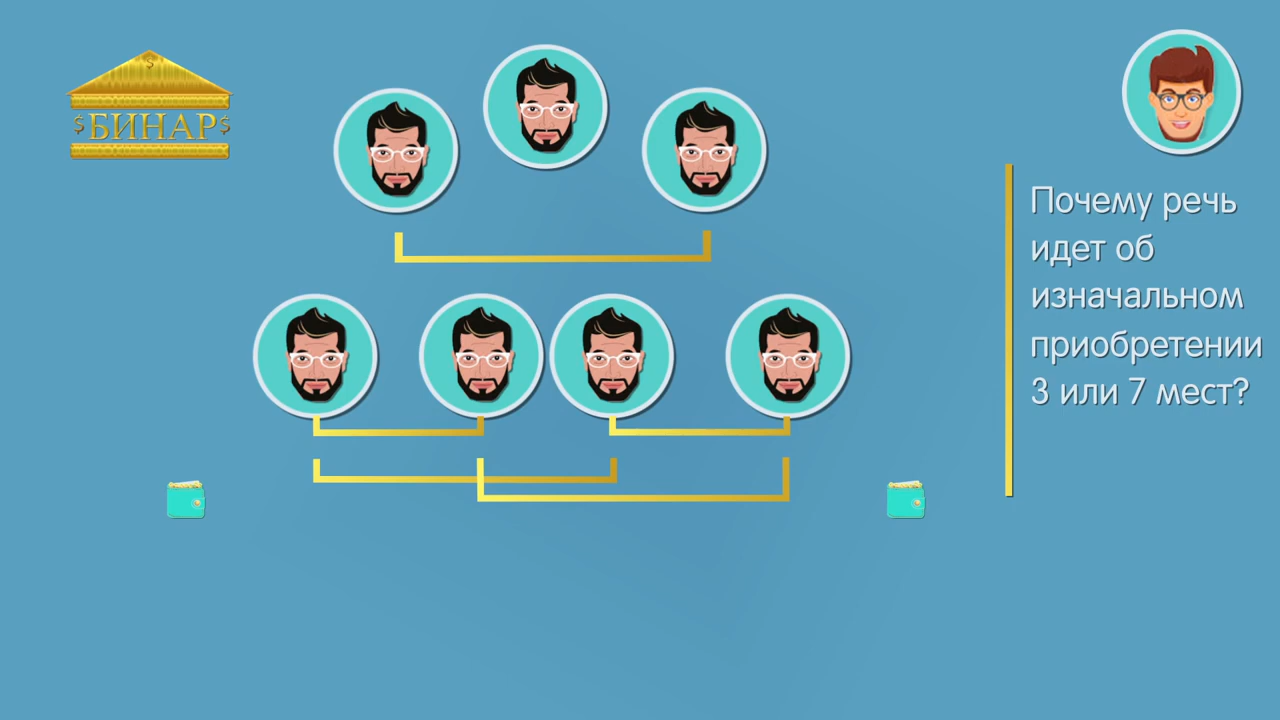 $
$БИНАР$
Почему речь
идет об
изначальном
приобретении
3 или 7 мест?